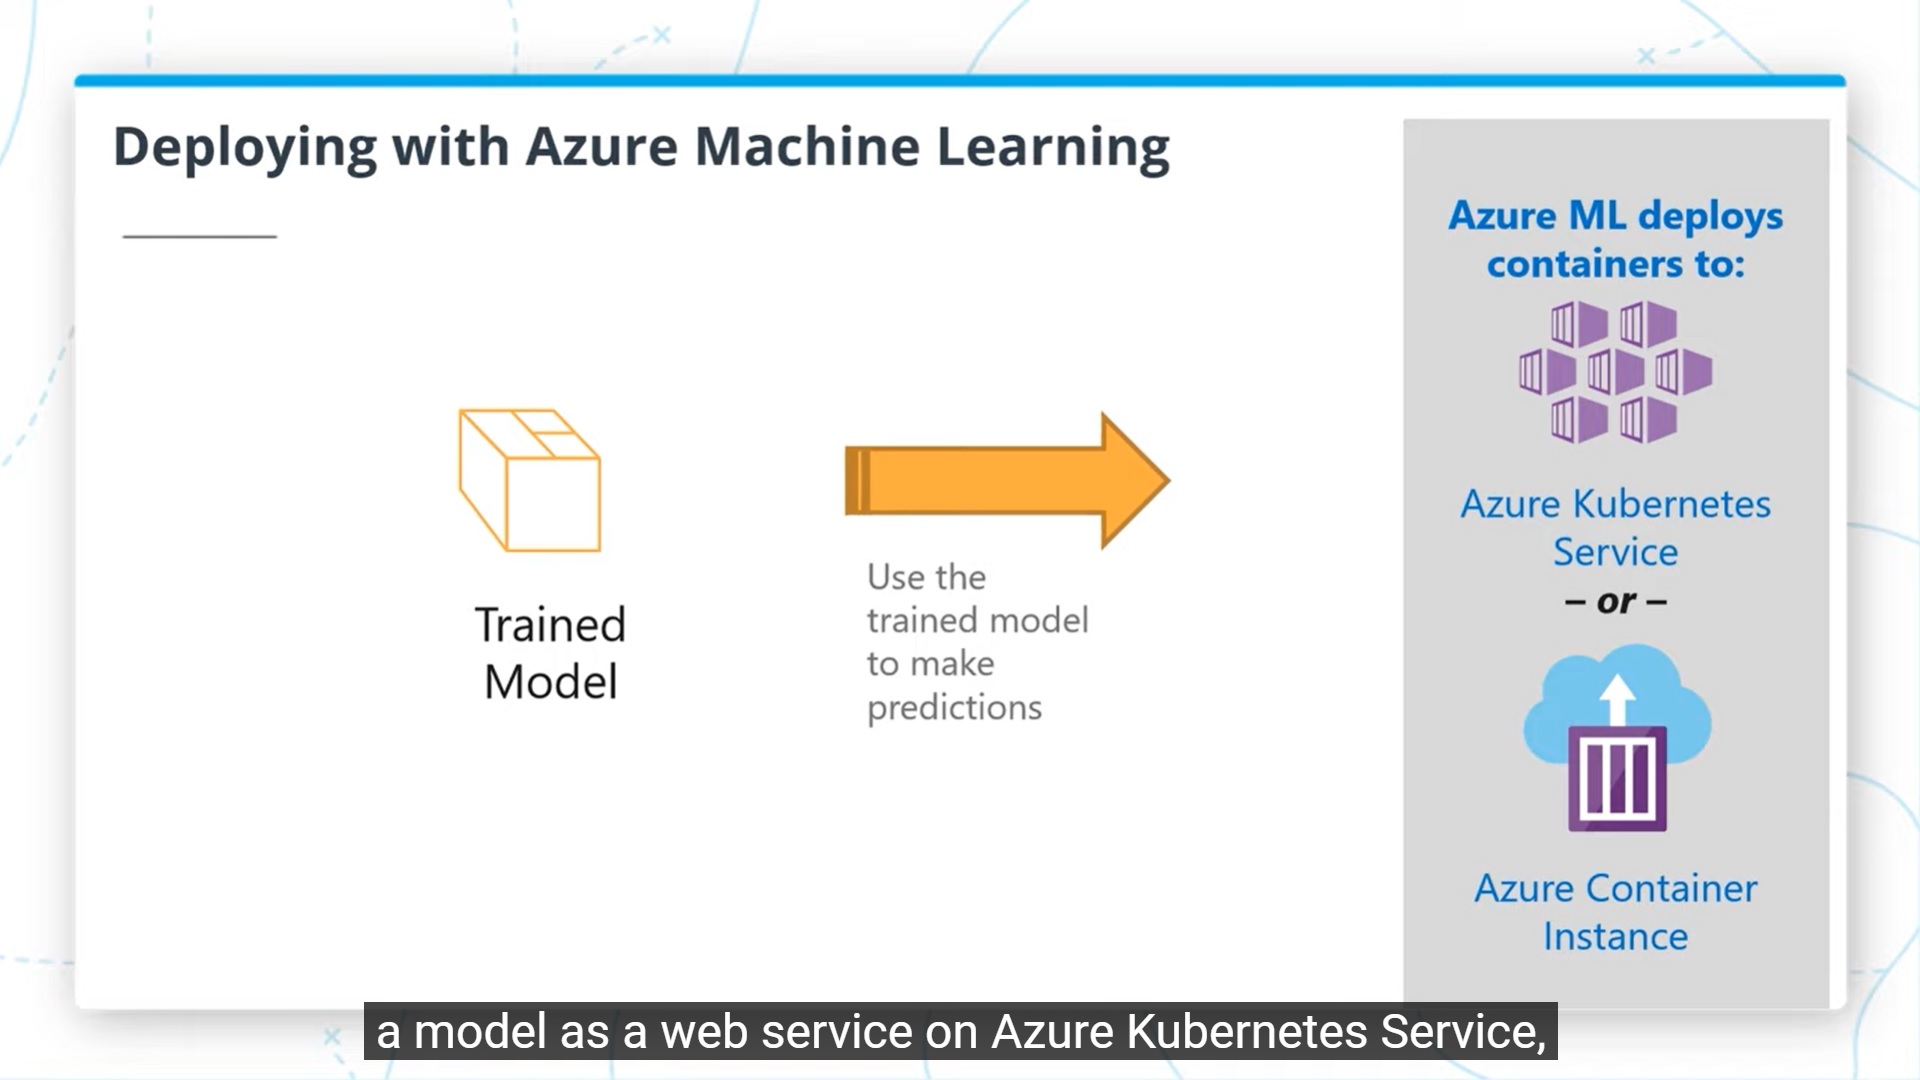 Deploying with Azure Machine Learning
Trained
Model
Use the
trained model
to make
predictions
Azure ML deploys
containers to:
Azure Kubernetes
Service
– or –
Azure Container
Instance
a model as a web service on Azure Kubernetes Service,